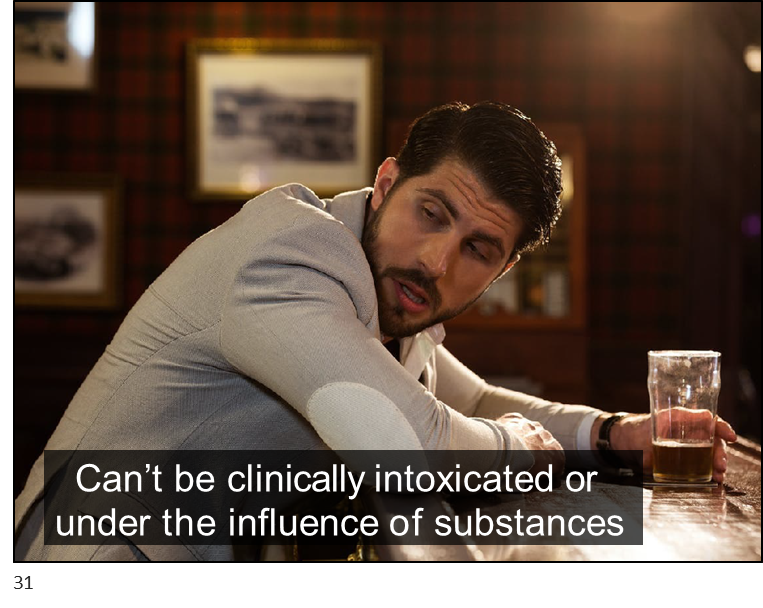 Can’t be clinically intoxicated or
under the influence of substances
31